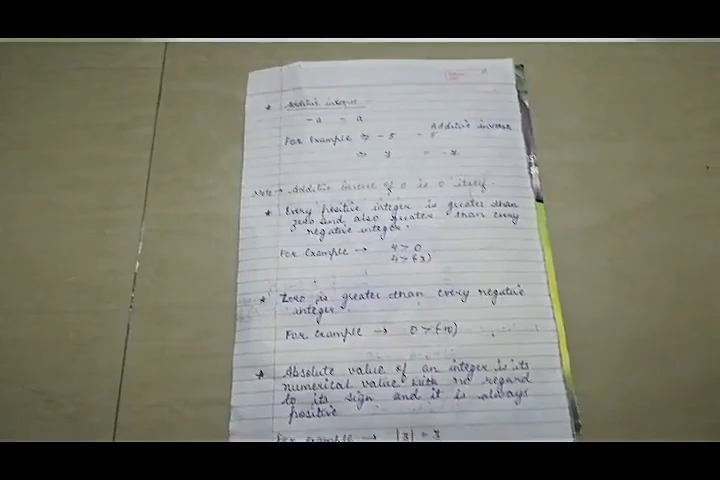 * Additive integer
-a = a
Additive inverse
For Example ⇒ -5 = 5
⇒ 7 = -7
Note → Additive inverse of 0 is 0 itself.
* Every positive integer is greater than
zero and also greater than every
negative integer.
For Example → 4 > 0
4 > (-3)
* Zero is greater than every negative
integer
For example → 0 > (-10)
* Absolute value of an integer is its
numerical value with no regard
to its sign and it is always
positive
For example → |3| = 3